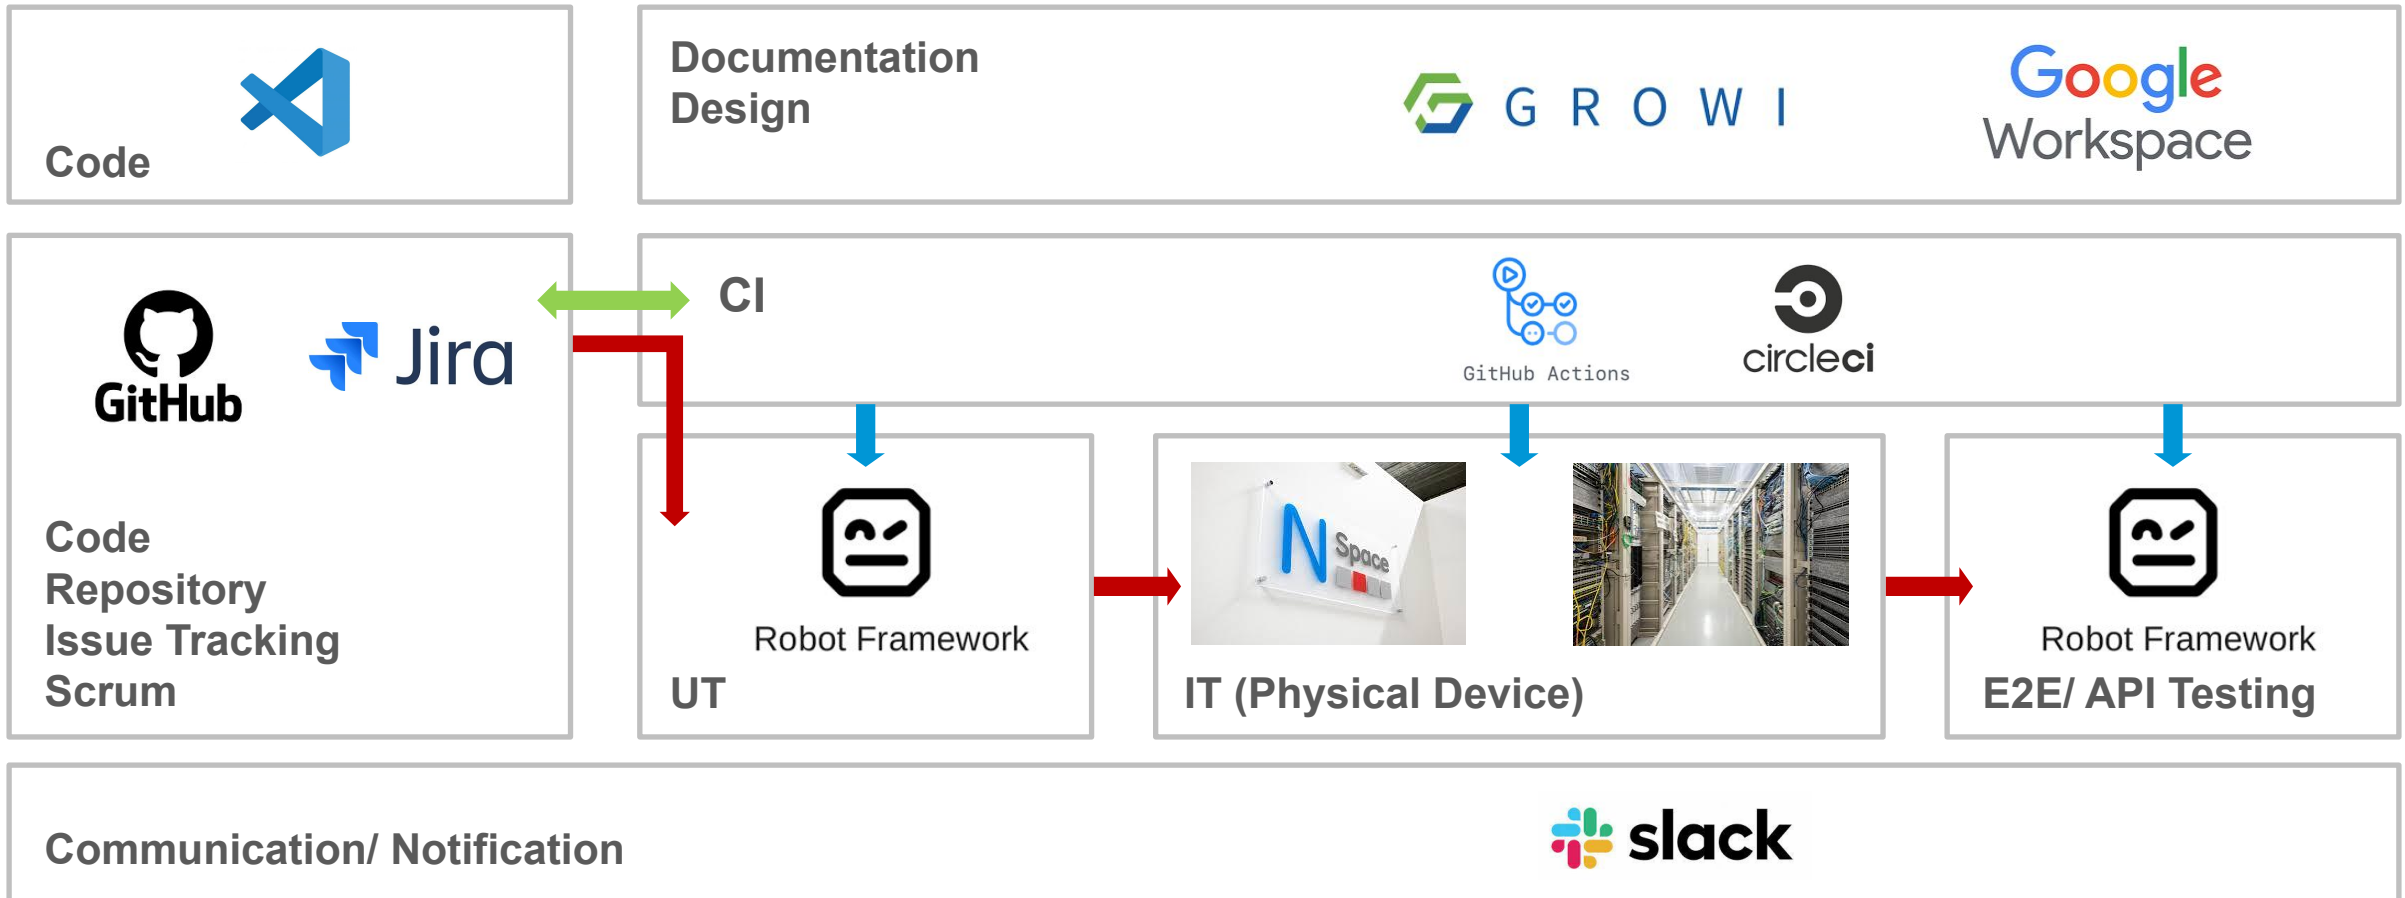 Code
Documentation
Design
GROWI
Google
Workspace
GitHub
Jira
Code
Repository
Issue Tracking
Scrum
CI
GitHub Actions
circleci
Robot Framework
UT
N Space
IT (Physical Device)
Robot Framework
E2E/ API Testing
Communication/ Notification
slack